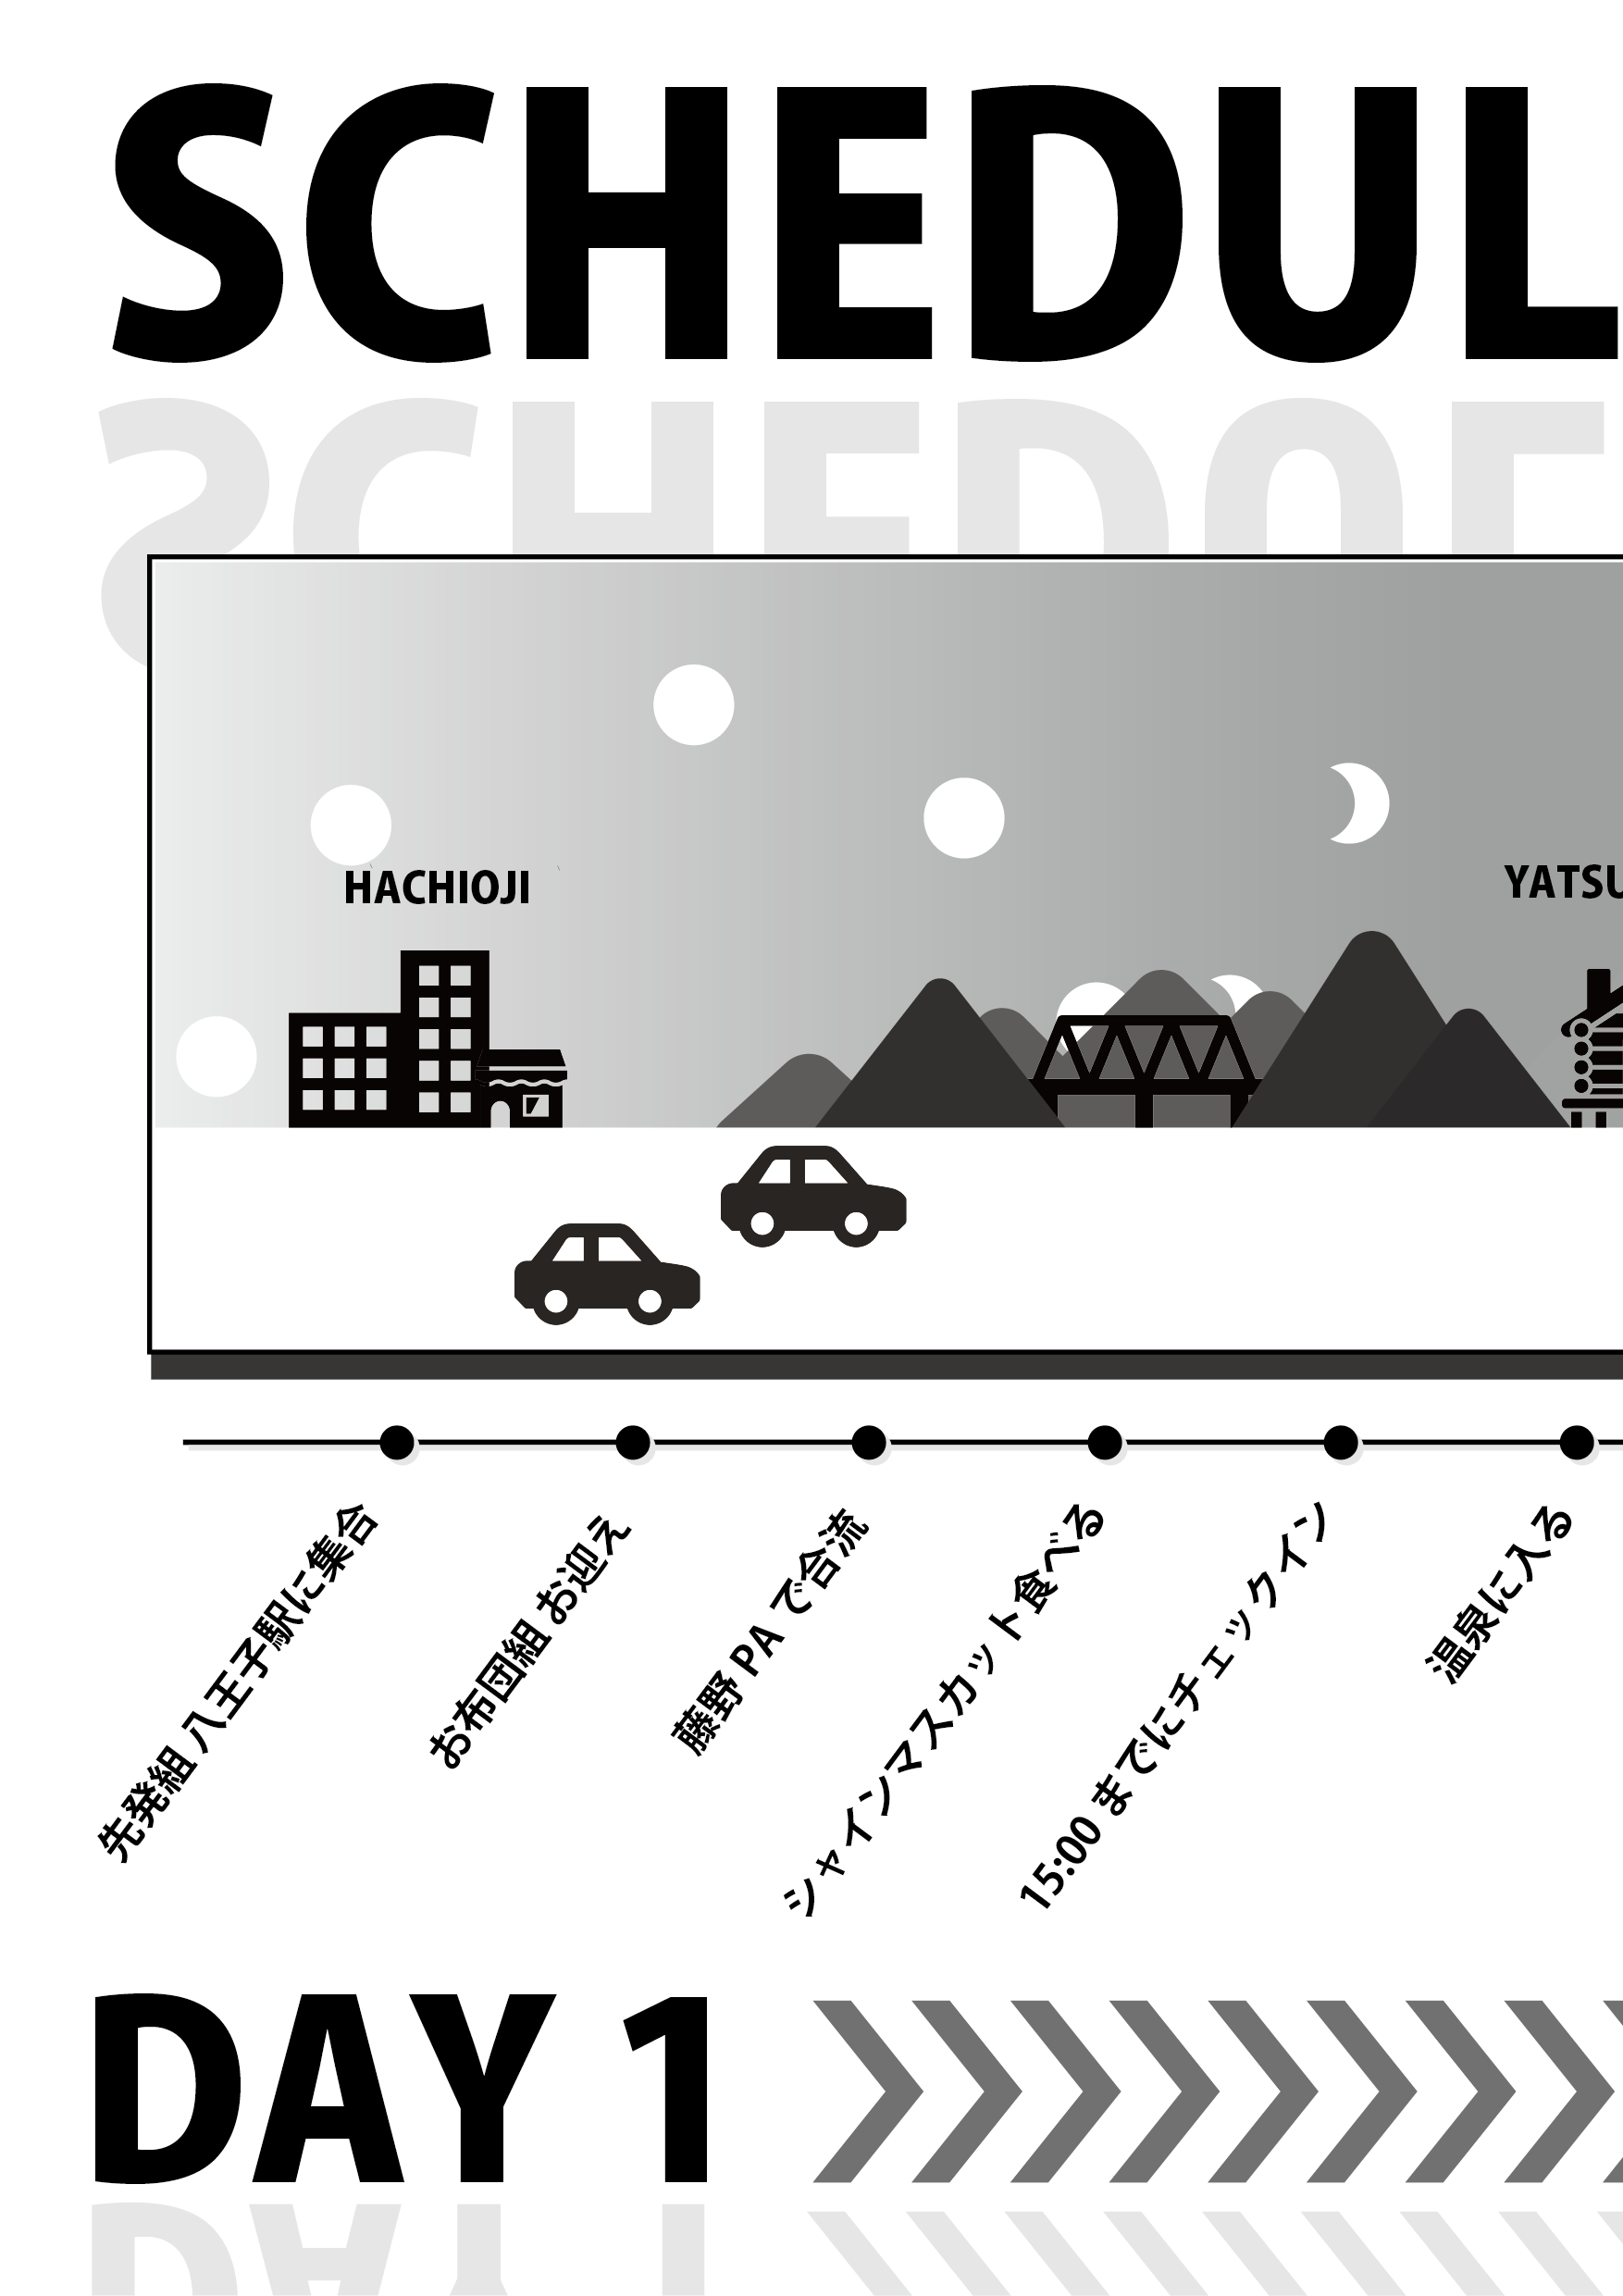 SCHEDUL
HACHIOJI
YATSU
先発組 八王子駅に集合
お布団組 お迎え
藤野 PA で合流
シャインマスカット食べる
15:00 までにチェックイン
温泉に入る
DAY 1